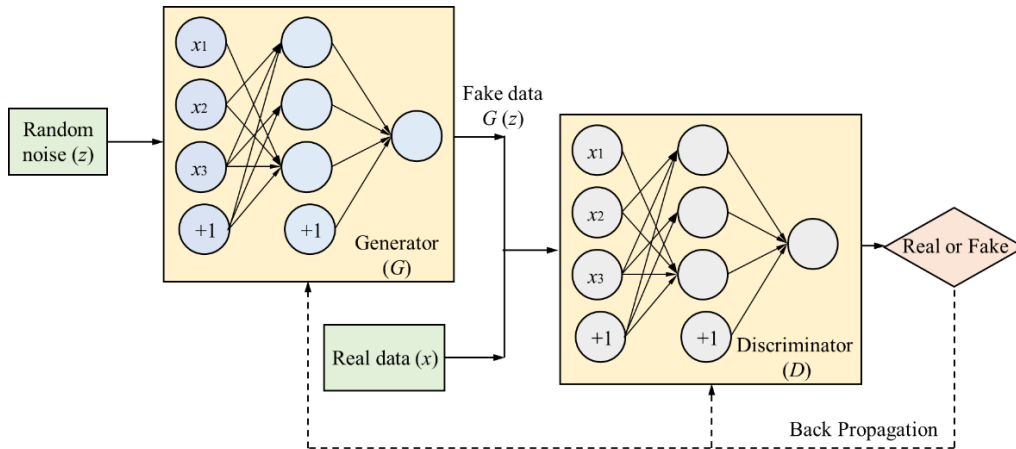 Random
noise (z)
x1
x2
x3
+1
+1
Generator
(G)
Fake data
G (z)
Real data (x)
x1
x2
x3
+1
+1
Discriminator
(D)
Real or Fake
Back Propagation